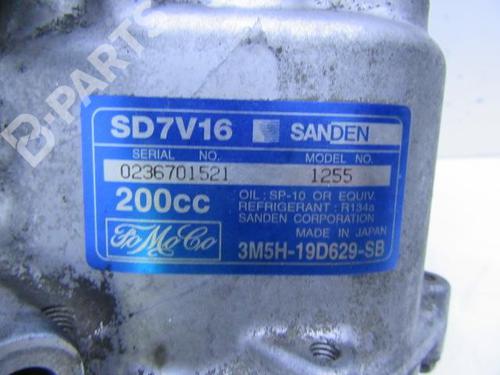 B-PARTS
SD7V16 SANDEN
SERIAL NO. MODEL NO.
0236701521 1255
200cc
OIL : SP-10 OR EQUIV.
REFRIGERANT : R134a
SANDEN CORPORATION
MADE IN JAPAN
FoMoCo
3M5H-19D629-SB